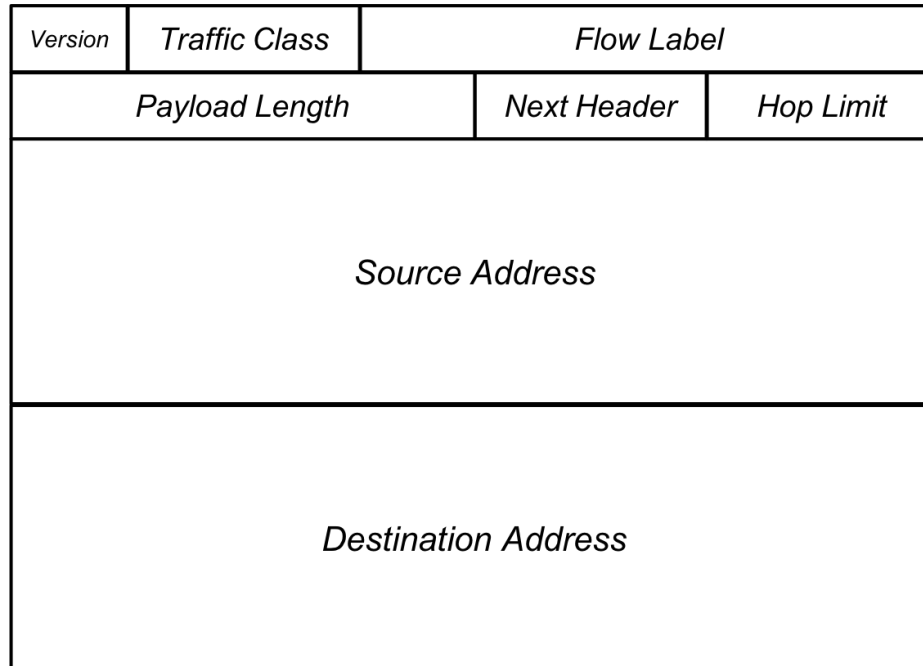 Version Traffic Class Flow Label
Payload Length Next Header Hop Limit
Source Address
Destination Address